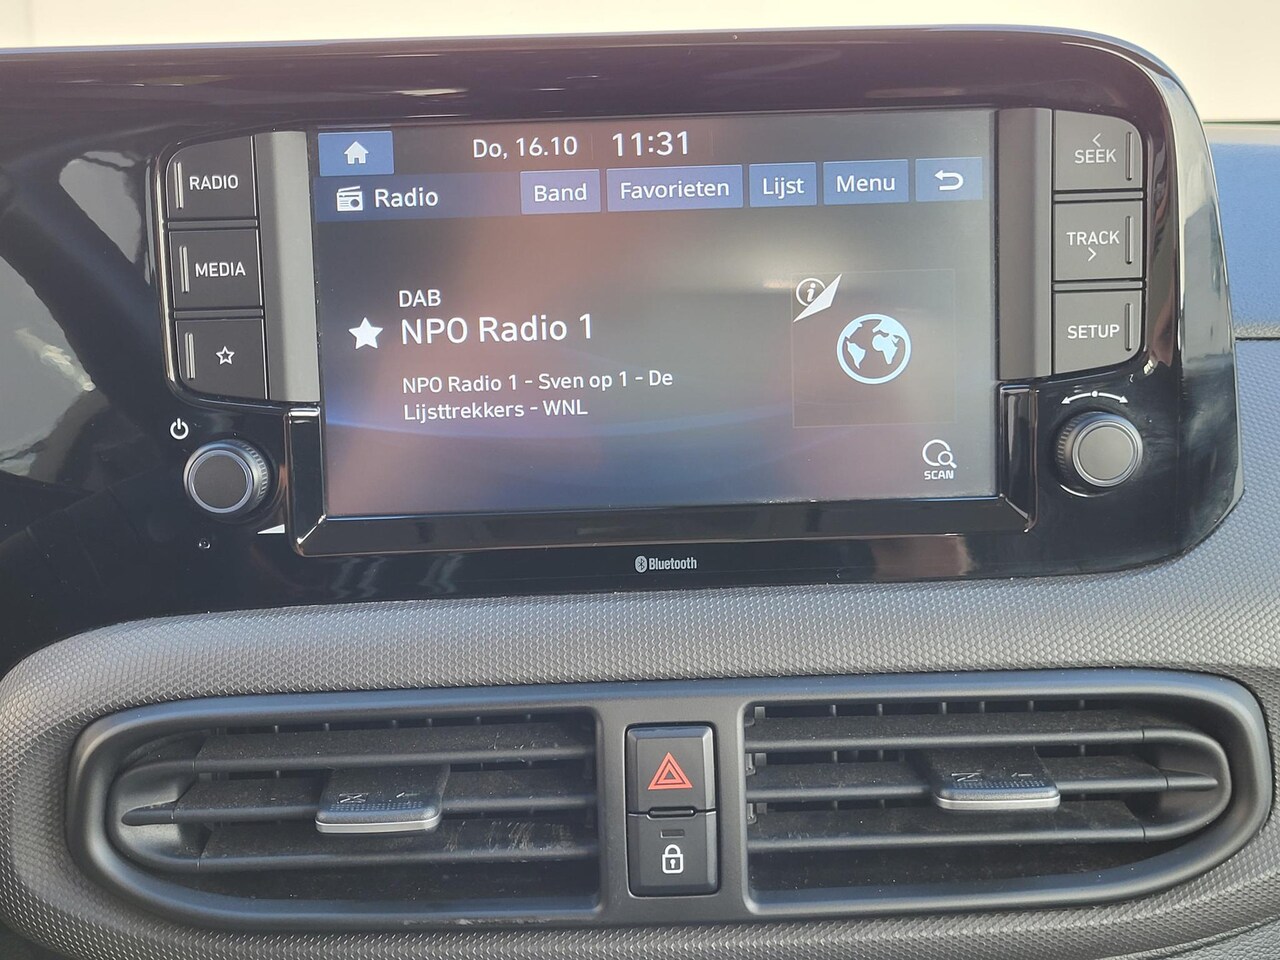 Do, 16.10 11:31
Radio Band Favorieten Lijst Menu
RADIO
MEDIA
DAB
NPO Radio 1
NPO Radio 1 - Sven op 1 - De
Lijsttrekkers - WNL
i
SCAN
SEEK
TRACK
SETUP
Bluetooth